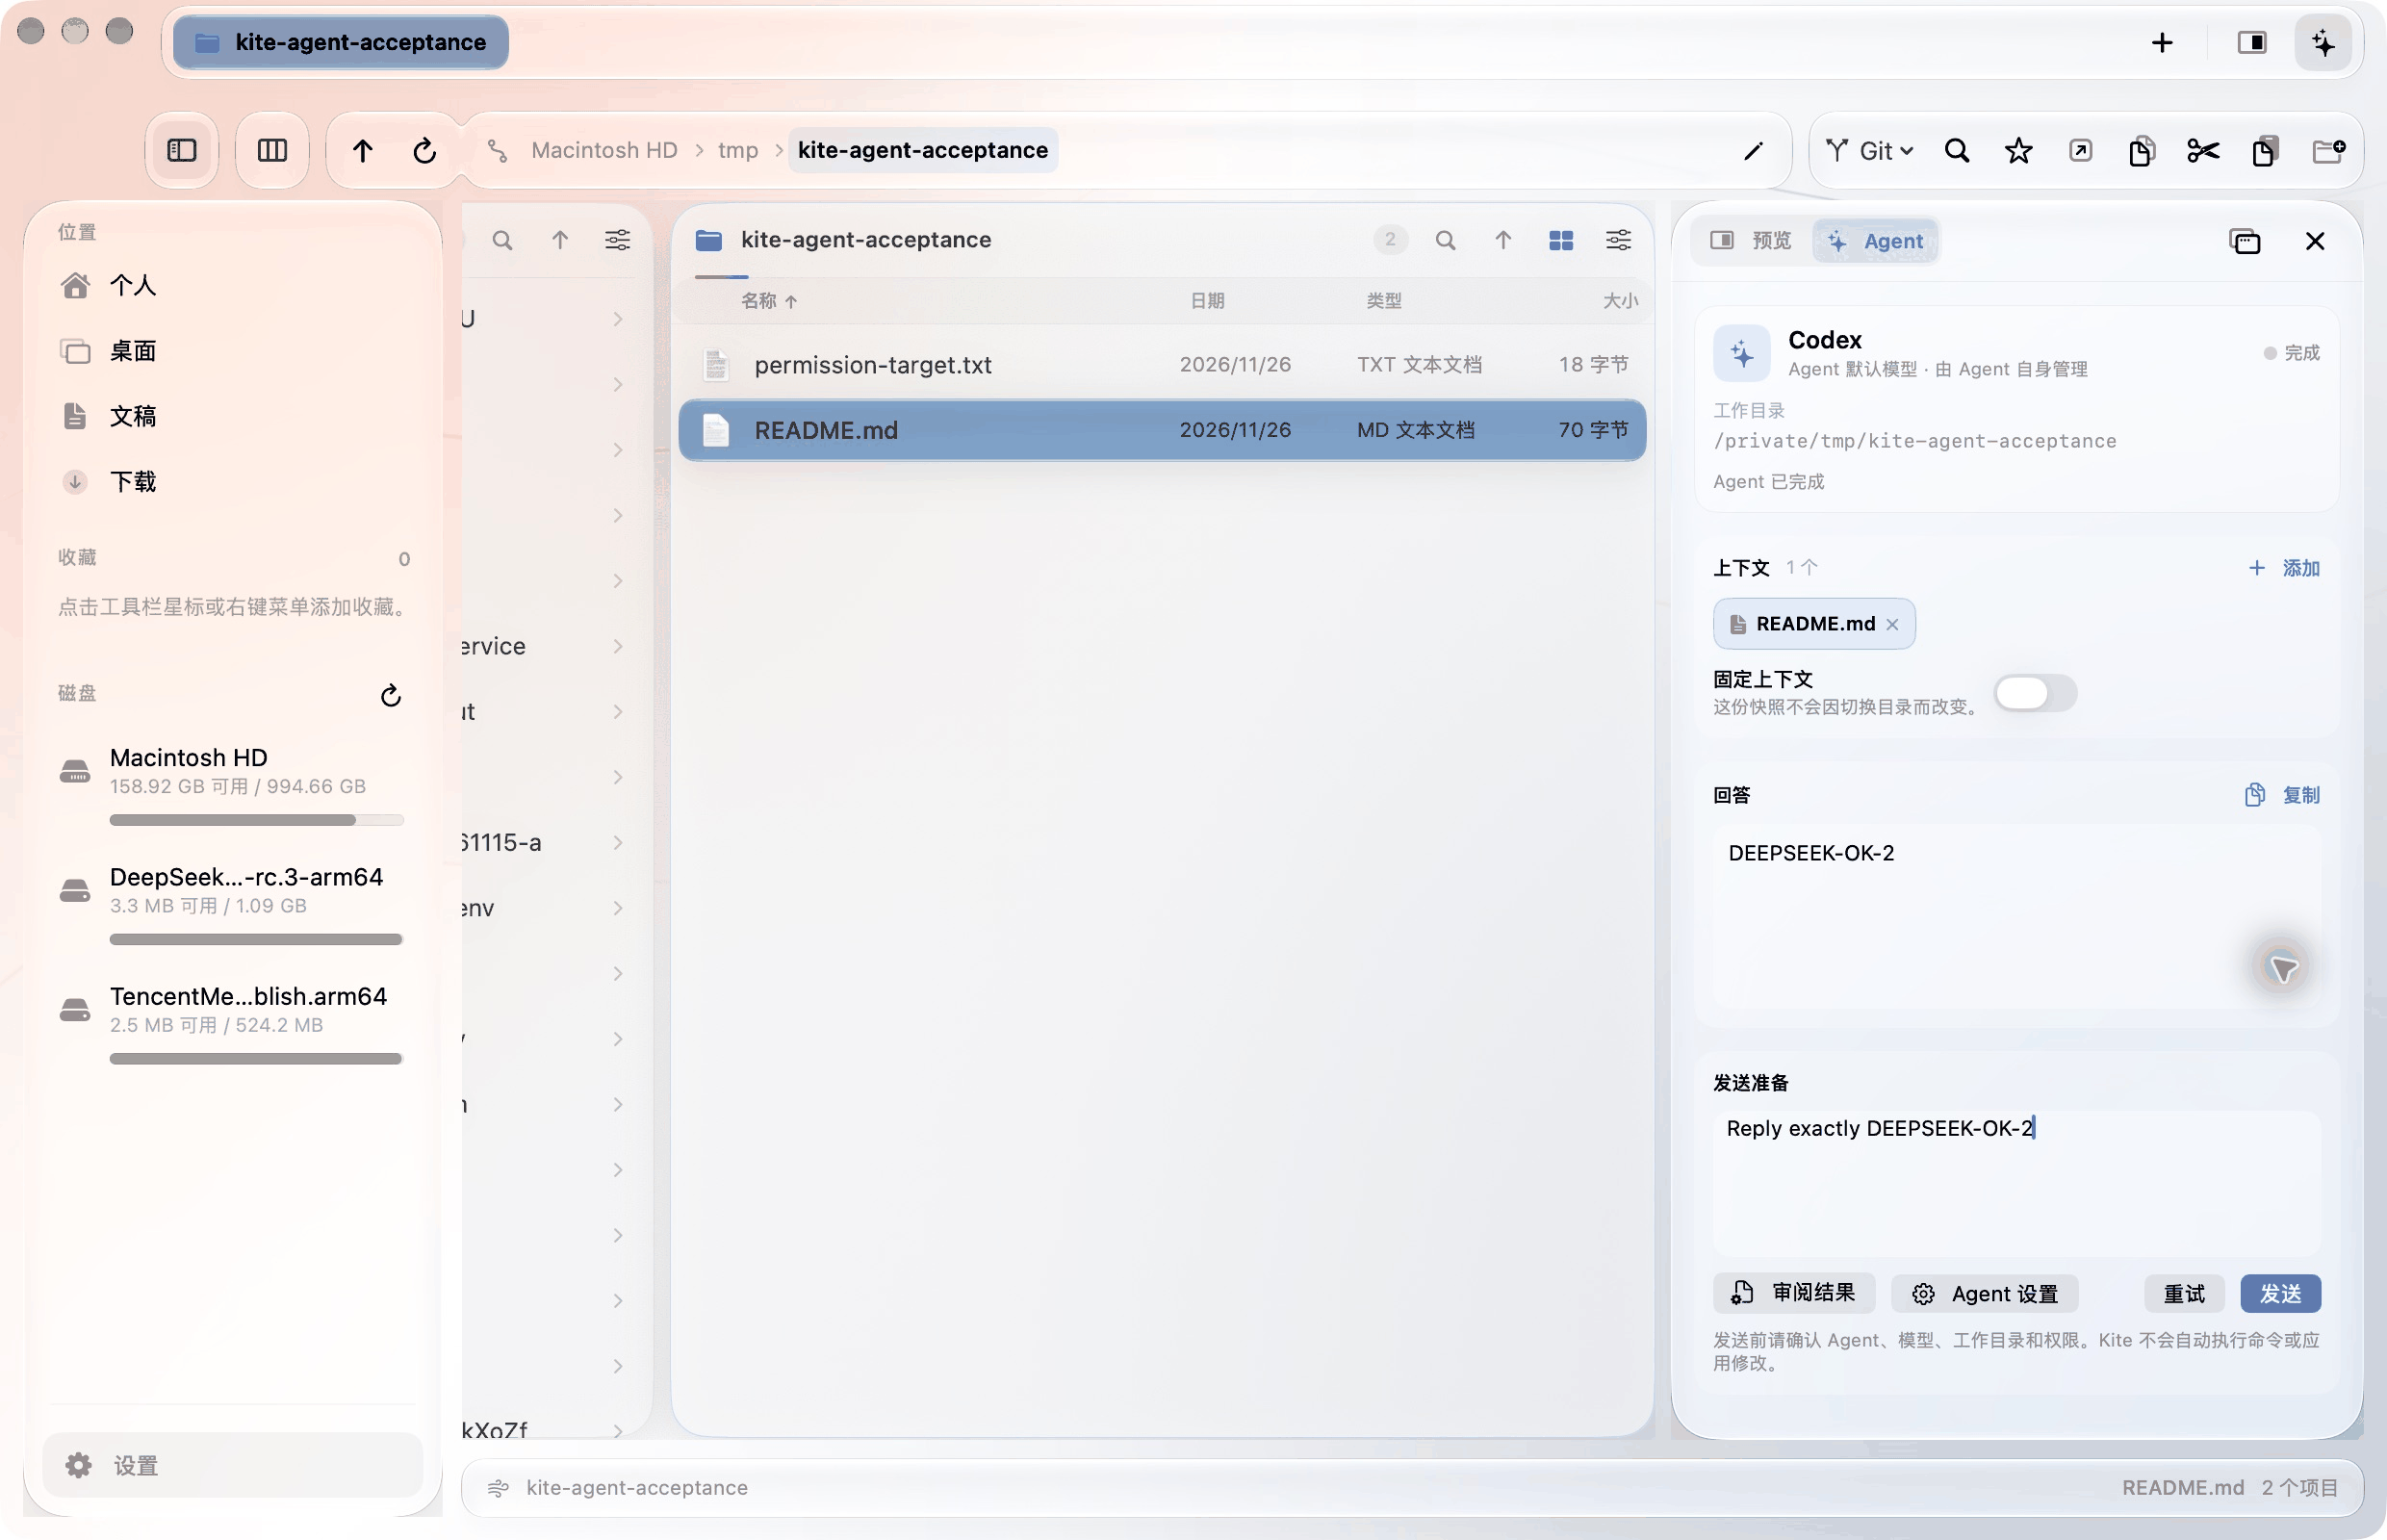 kite-agent-acceptance
Macintosh HD
tmp
kite-agent-acceptance
Git
位置
个人
桌面
文稿
下载
收藏 0
点击工具栏星标或右键菜单添加收藏。
磁盘
Macintosh HD
158.92 GB 可用 / 994.66 GB
DeepSeek...-rc.3-arm64
3.3 MB 可用 / 1.09 GB
TencentMe...blish.arm64
2.5 MB 可用 / 524.2 MB
设置
U
ervice
ut
61115-a
env
kXoZf
kite-agent-acceptance 2
名称 日期 类型 大小
permission-target.txt 2026/11/26 TXT 文本文档 18 字节
README.md 2026/11/26 MD 文本文档 70 字节
预览 Agent
Codex
Agent 默认模型 · 由 Agent 自身管理
完成
工作目录
/private/tmp/kite-agent-acceptance
Agent 已完成
上下文 1 个
添加
README.md
固定上下文
这份快照不会因切换目录而改变。
回答
复制
DEEPSEEK-OK-2
发送准备
Reply exactly DEEPSEEK-OK-2
审阅结果 Agent 设置 重试 发送
发送前请确认 Agent、模型、工作目录和权限。Kite 不会自动执行命令或应
用修改。
kite-agent-acceptance
README.md 2 个项目